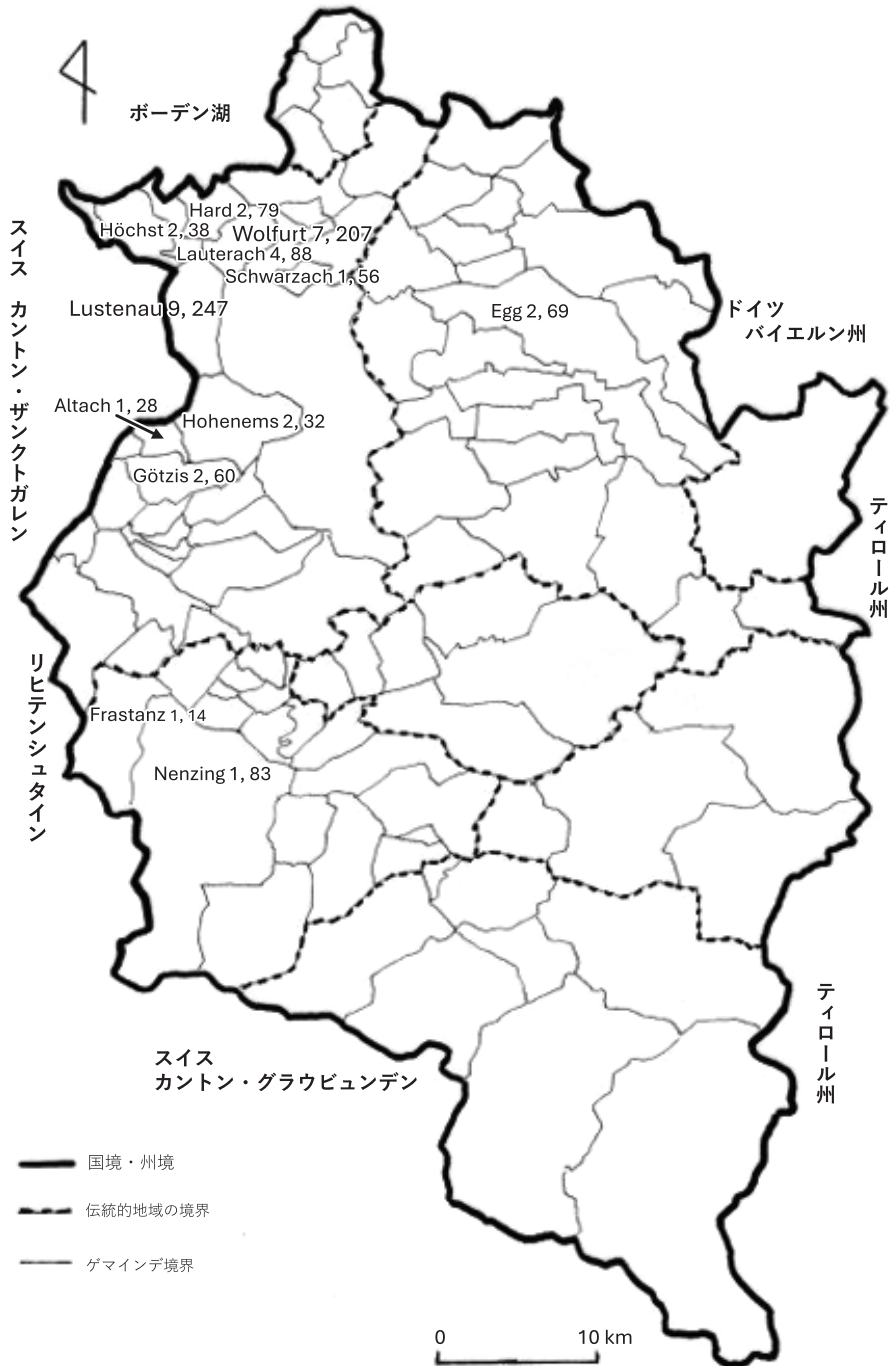 ボーデン湖
スイス カントン・ザンクトガレン
Hard 2, 79
Höchst 2, 38
Wolfurt 7, 207
Lauterach 4, 88
Schwarzach 1, 56
Lustenau 9, 247
Egg 2, 69
ドイツ
バイエルン州
Altach 1, 28
Hohenems 2, 32
Götzis 2, 60
ティロール州
リヒテンシュタイン
Frastanz 1, 14
Nenzing 1, 83
ティロール州
スイス
カントン・グラウビュンデン
国境・州境
伝統的地域の境界
ゲマインデ境界
0 10 km